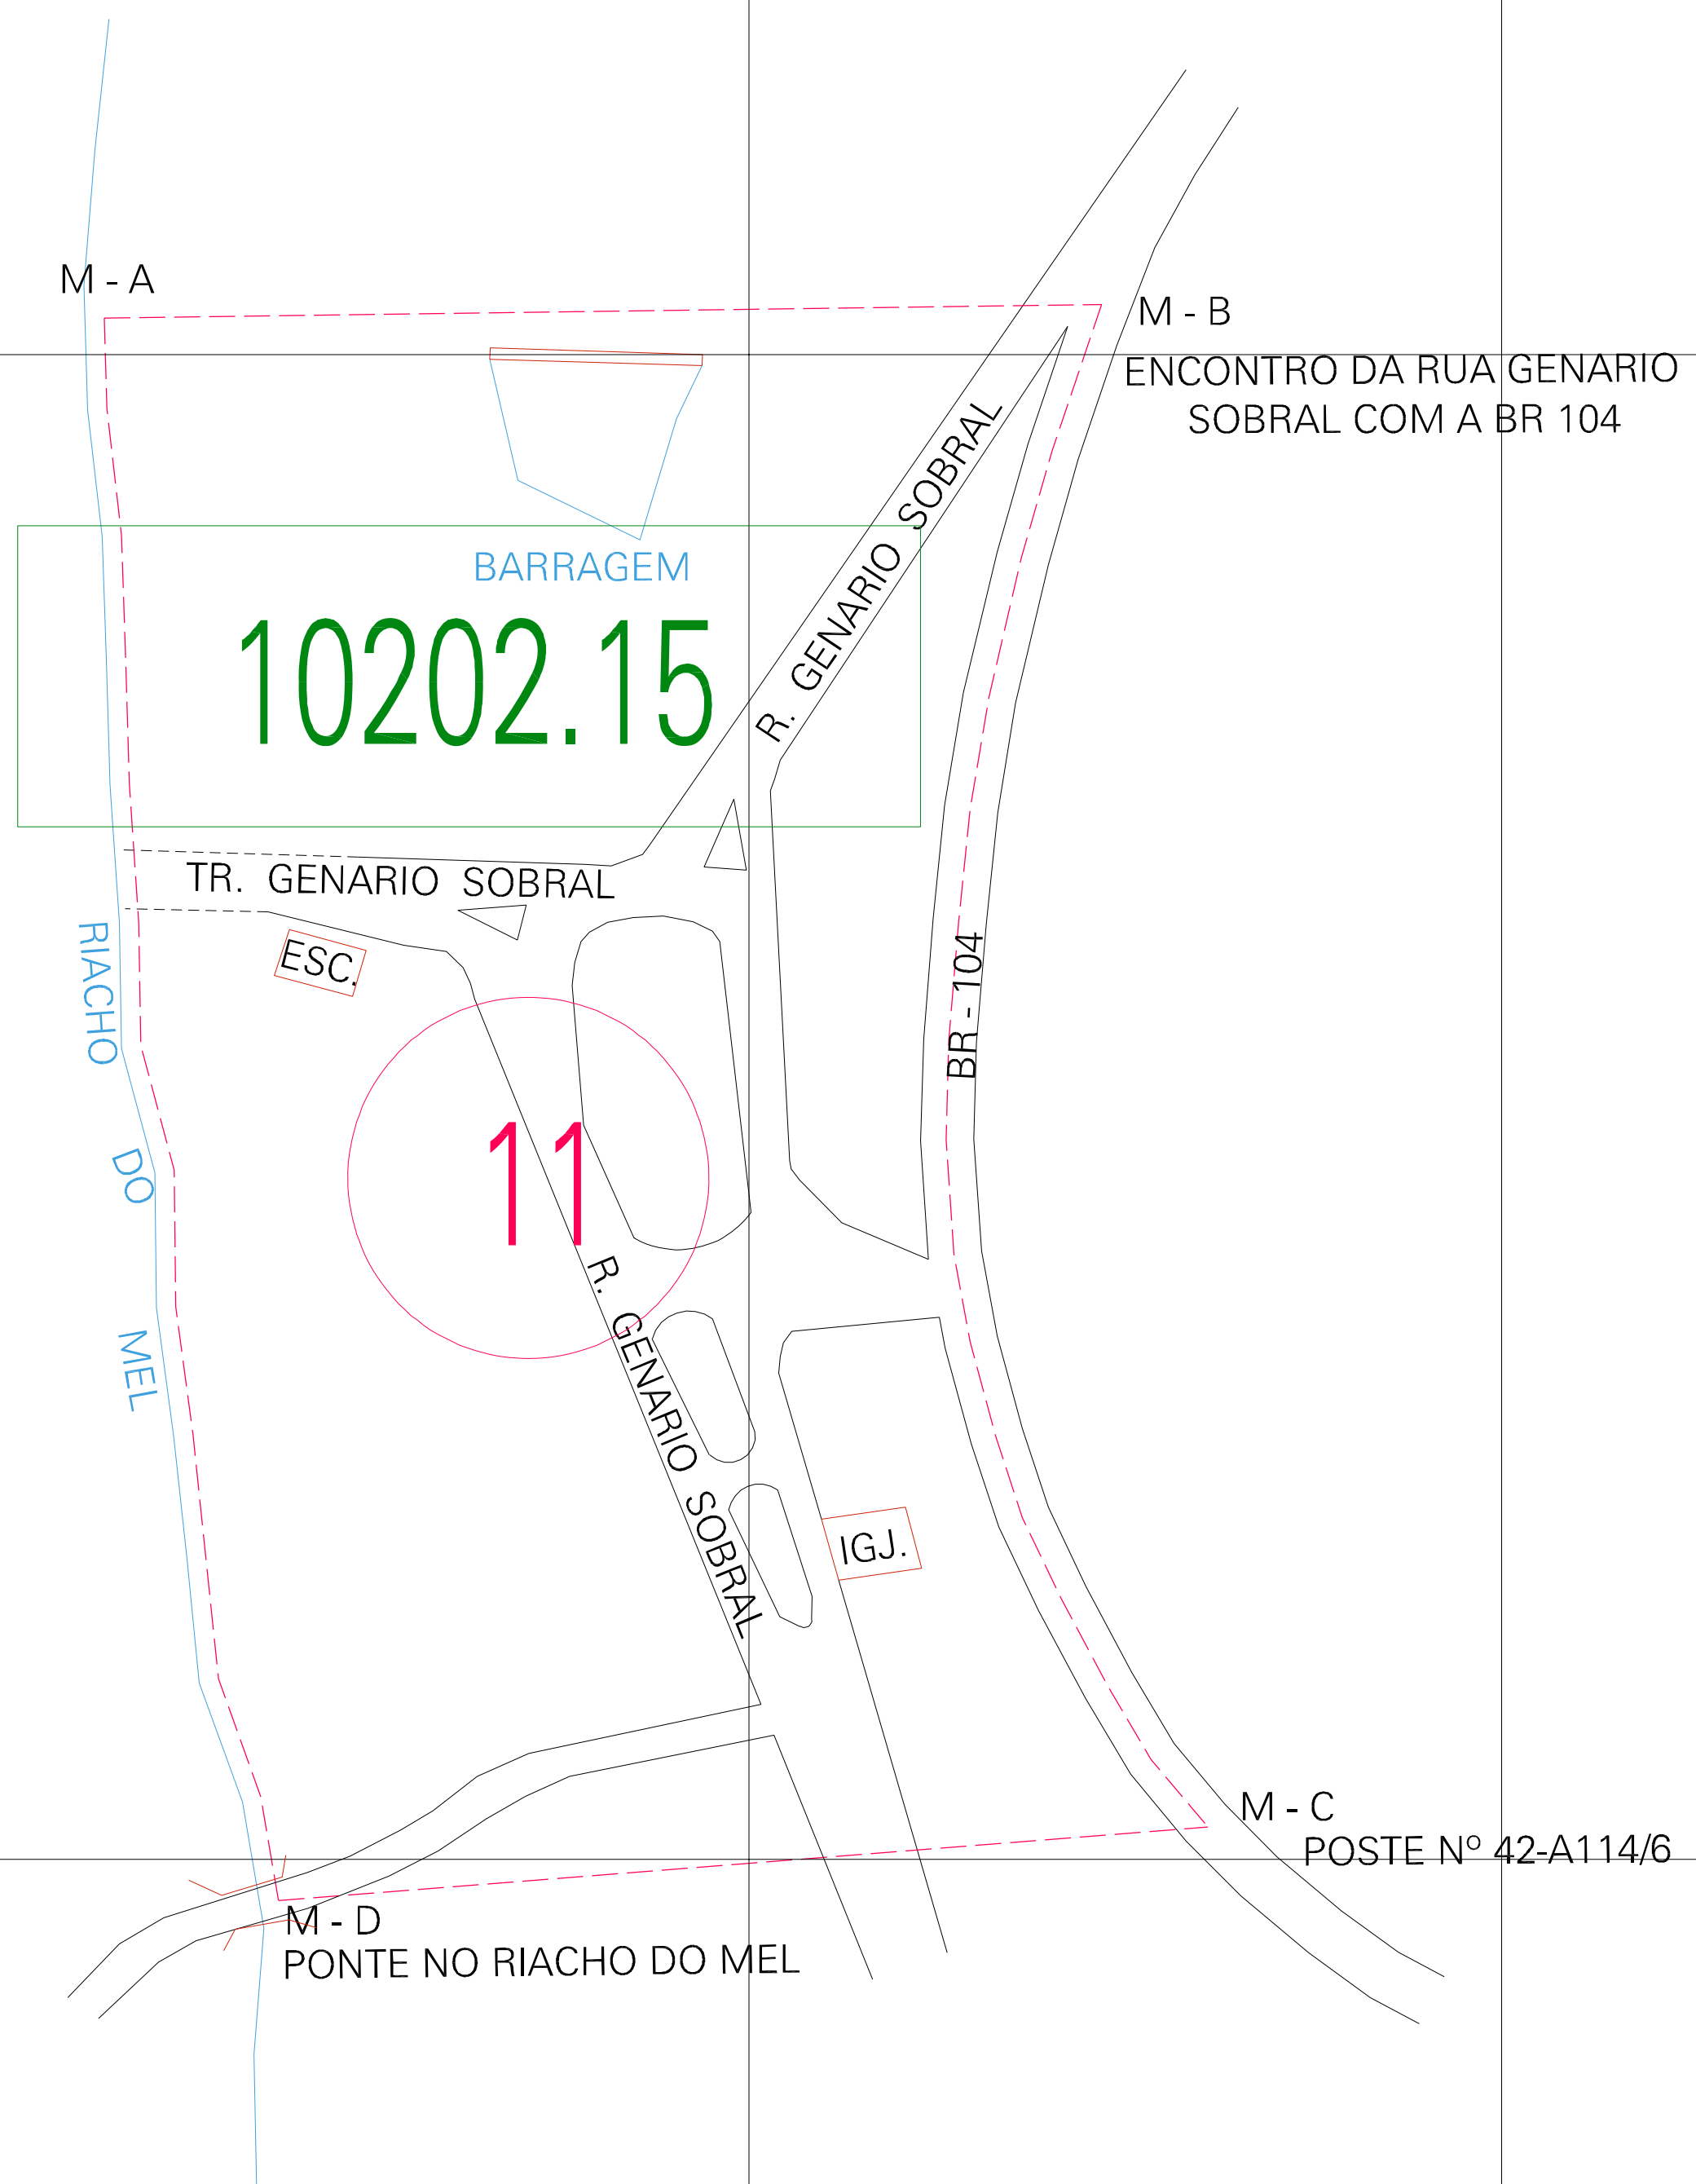 M - A
M - B
ENCONTRO DA RUA GENARIO
SOBRAL COM A BR 104
R. GENARIO SOBRAL
BARRAGEM
10202.15
TR. GENARIO SOBRAL
ESC.
RIACHO DO MEL
BR - 104
11
R. GENARIO SOBRAL
IGJ.
M - C
POSTE Nº 42-A114/6
M - D
PONTE NO RIACHO DO MEL